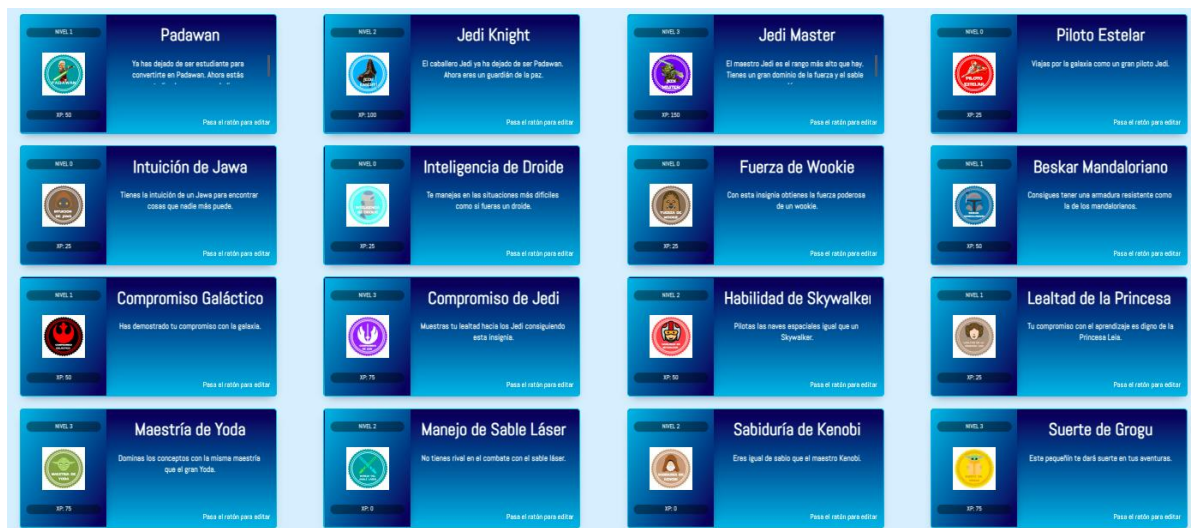 NIVEL 1
Padawan
Ya has dejado de ser estudiante para
convertirte en Padawan. Ahora estás
PADAWAN
XP: 50
Pasa el ratón para editar
NIVEL 2
Jedi Knight
El caballero Jedi ya ha dejado de ser Padawan.
Ahora eres un guardián de la paz.
JEDI
KNIGHT
XP: 100
Pasa el ratón para editar
NIVEL 3
Jedi Master
El maestro Jedi es el rango más alto que hay.
Tienes un gran dominio de la fuerza y el sable
JEDI
MASTER
XP: 150
Pasa el ratón para editar
NIVEL 0
Piloto Estelar
Viajas por la galaxia como un gran piloto Jedi.
PILOTO
ESTELAR
XP: 25
Pasa el ratón para editar
NIVEL 0
Intuición de Jawa
Tienes la intuición de un Jawa para encontrar
cosas que nadie más puede.
INTUICIÓN
DE JAWA
XP: 25
Pasa el ratón para editar
NIVEL 0
Inteligencia de Droide
Te manejas en las situaciones más difíciles
como si fueras un droide.
XP: 25
Pasa el ratón para editar
NIVEL 0
Fuerza de Wookie
Con esta insignia obtienes la fuerza poderosa
de un wookie.
FUERZA DE
WOOKIE
XP: 25
Pasa el ratón para editar
NIVEL 1
Beskar Mandaloriano
Consigues tener una armadura resistente como
la de los mandalorianos.
XP: 50
Pasa el ratón para editar
NIVEL 1
Compromiso Galáctico
Has demostrado tu compromiso con la galaxia.
XP: 50
Pasa el ratón para editar
NIVEL 3
Compromiso de Jedi
Muestras tu lealtad hacia los Jedi consiguiendo
esta insignia.
XP: 75
Pasa el ratón para editar
NIVEL 2
Habilidad de Skywalker
Pilotas las naves espaciales igual que un
Skywalker.
XP: 50
Pasa el ratón para editar
NIVEL 1
Lealtad de la Princesa
Tu compromiso con el aprendizaje es digno de la
Princesa Leia.
XP: 25
Pasa el ratón para editar
NIVEL 3
Maestría de Yoda
Dominas los conceptos con la misma maestría
que el gran Yoda.
MAESTRÍA DE
YODA
XP: 75
Pasa el ratón para editar
NIVEL 2
Manejo de Sable Láser
No tienes rival en el combate con el sable láser.
XP: 0
Pasa el ratón para editar
NIVEL 2
Sabiduría de Kenobi
Eres igual de sabio que el maestro Kenobi.
XP: 0
Pasa el ratón para editar
NIVEL 3
Suerte de Grogu
Este pequeñín te dará suerte en tus aventuras.
XP: 75
Pasa el ratón para editar